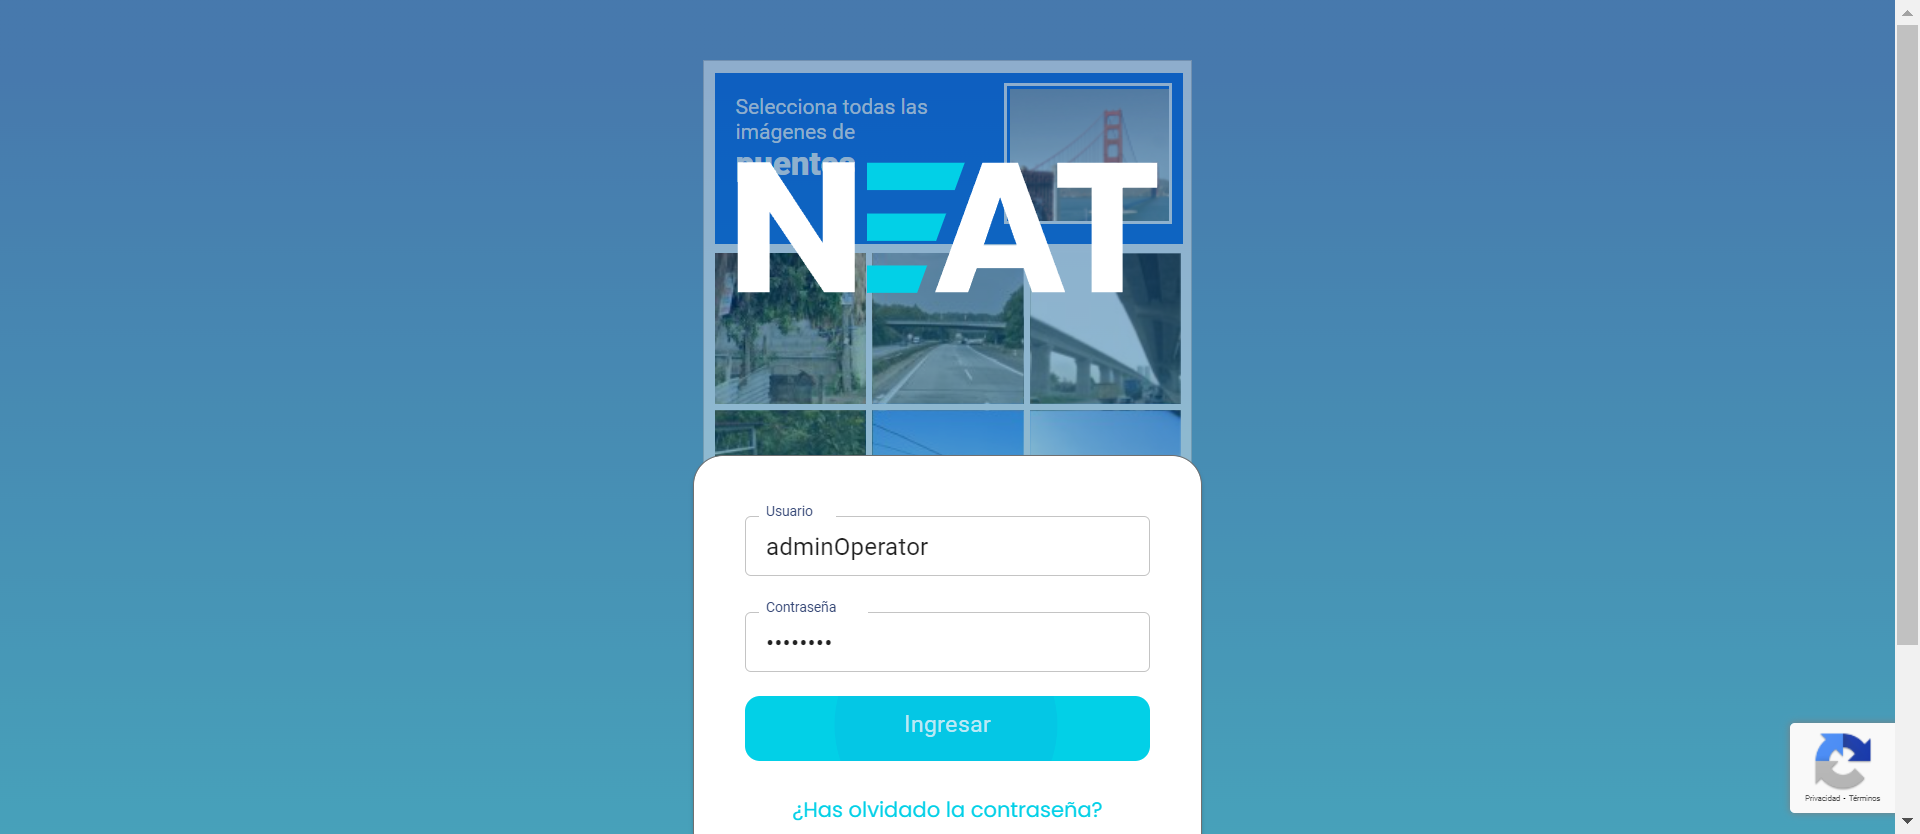 Selecciona todas las
imágenes de
puentes
NEAT
Usuario
adminOperator
Contraseña
••••••••
Ingresar
¿Has olvidado la contraseña?
Privacidad - Términos